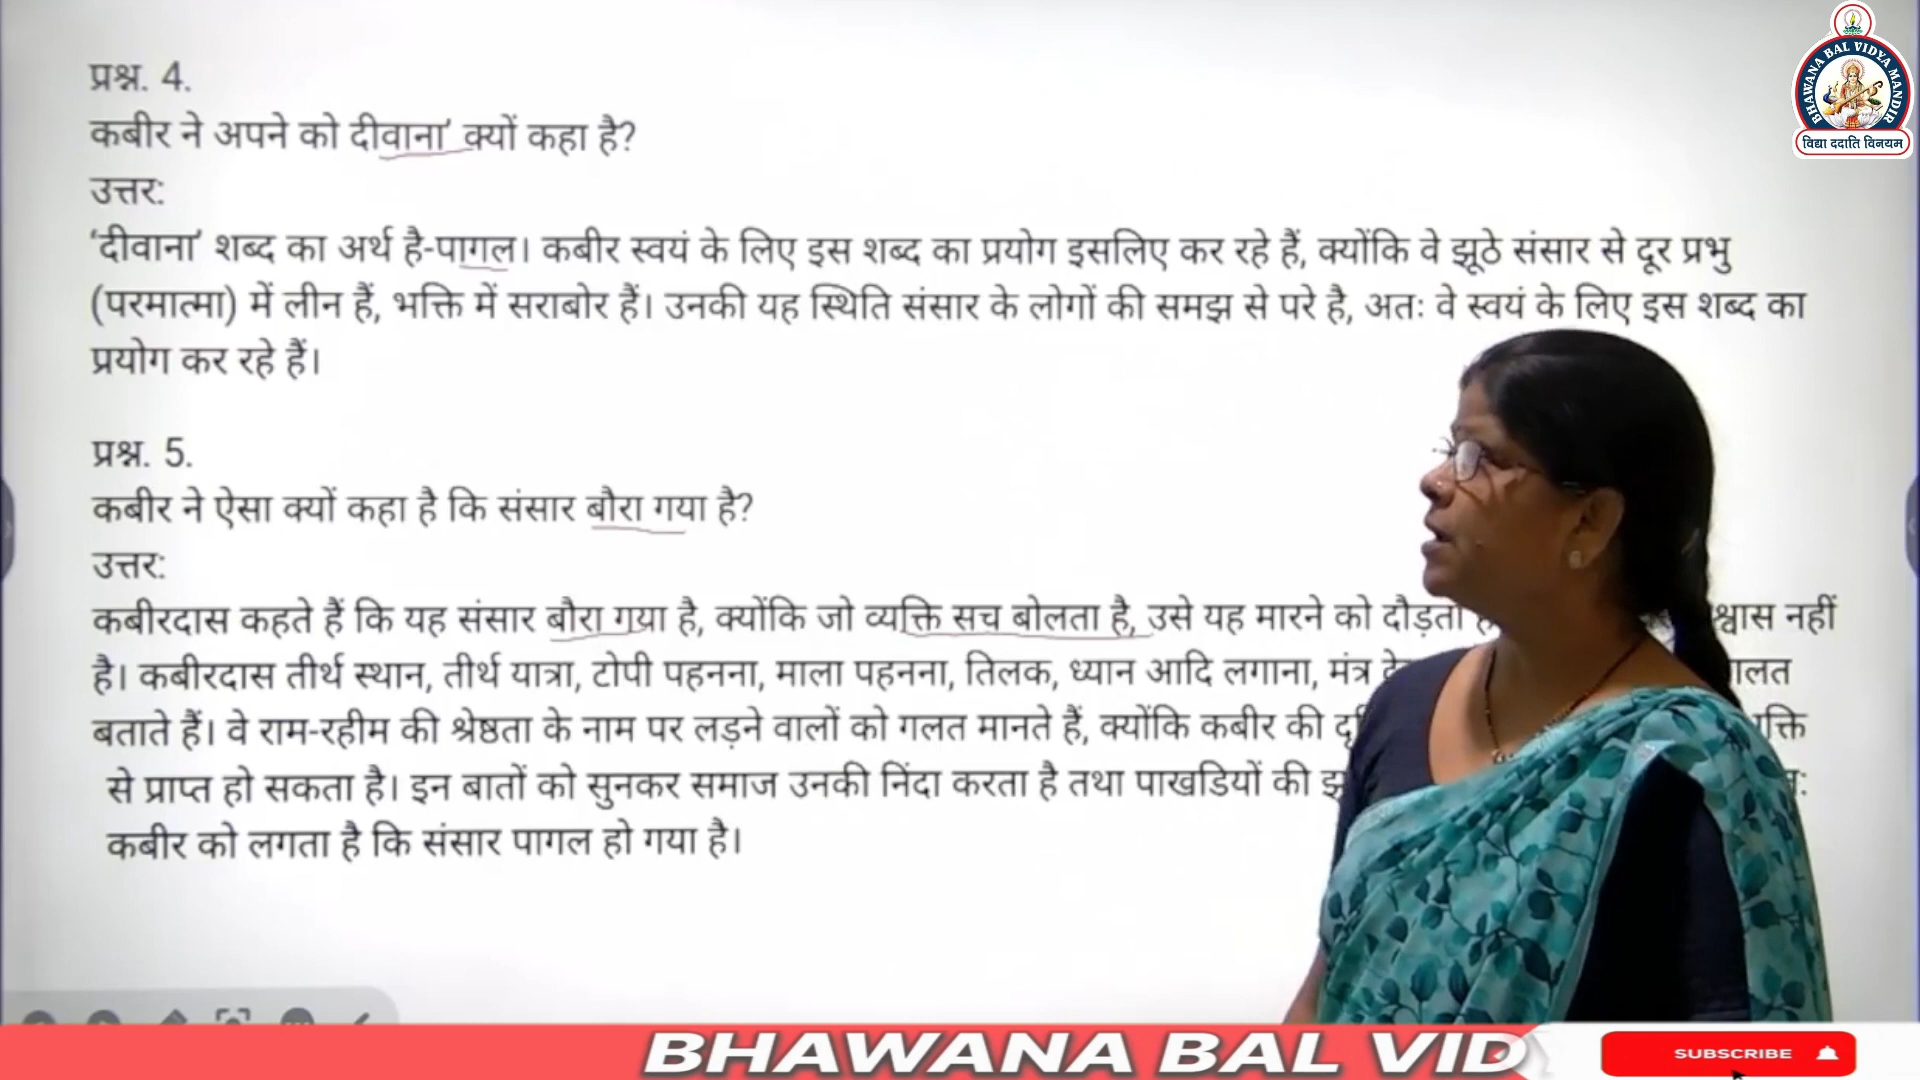 प्रश्न. 4.
कबीर ने अपने को दीवाना' क्यों कहा है?
उत्तर:
'दीवाना' शब्द का अर्थ है-पागल। कबीर स्वयं के लिए इस शब्द का प्रयोग इसलिए कर रहे हैं, क्योंकि वे झूठे संसार से दूर प्रभु
(परमात्मा) में लीन हैं, भक्ति में सराबोर हैं। उनकी यह स्थिति संसार के लोगों की समझ से परे है, अतः वे स्वयं के लिए इस शब्द का
प्रयोग कर रहे हैं।
प्रश्न. 5.
कबीर ने ऐसा क्यों कहा है कि संसार बौरा गया है?
उत्तर:
कबीरदास कहते हैं कि यह संसार बौरा गया है, क्योंकि जो व्यक्ति सच बोलता है, उसे यह मारने को दौड़ता नहीं
है। कबीरदास तीर्थ स्थान, तीर्थ यात्रा, टोपी पहनना, माला पहनना, तिलक, ध्यान आदि लगाना, मंत्र
बताते हैं। वे राम-रहीम की श्रेष्ठता के नाम पर लड़ने वालों को गलत मानते हैं, क्योंकि कबीर की
से प्राप्त हो सकता है। इन बातों को सुनकर समाज उनकी निंदा करता है तथा पाखडियों की
कबीर को लगता है कि संसार पागल हो गया है।
BHAWANA BAL VIDYA MANDIR
विद्या ददाति विनयम
BHAWANA BAL VID
SUBSCRIBE